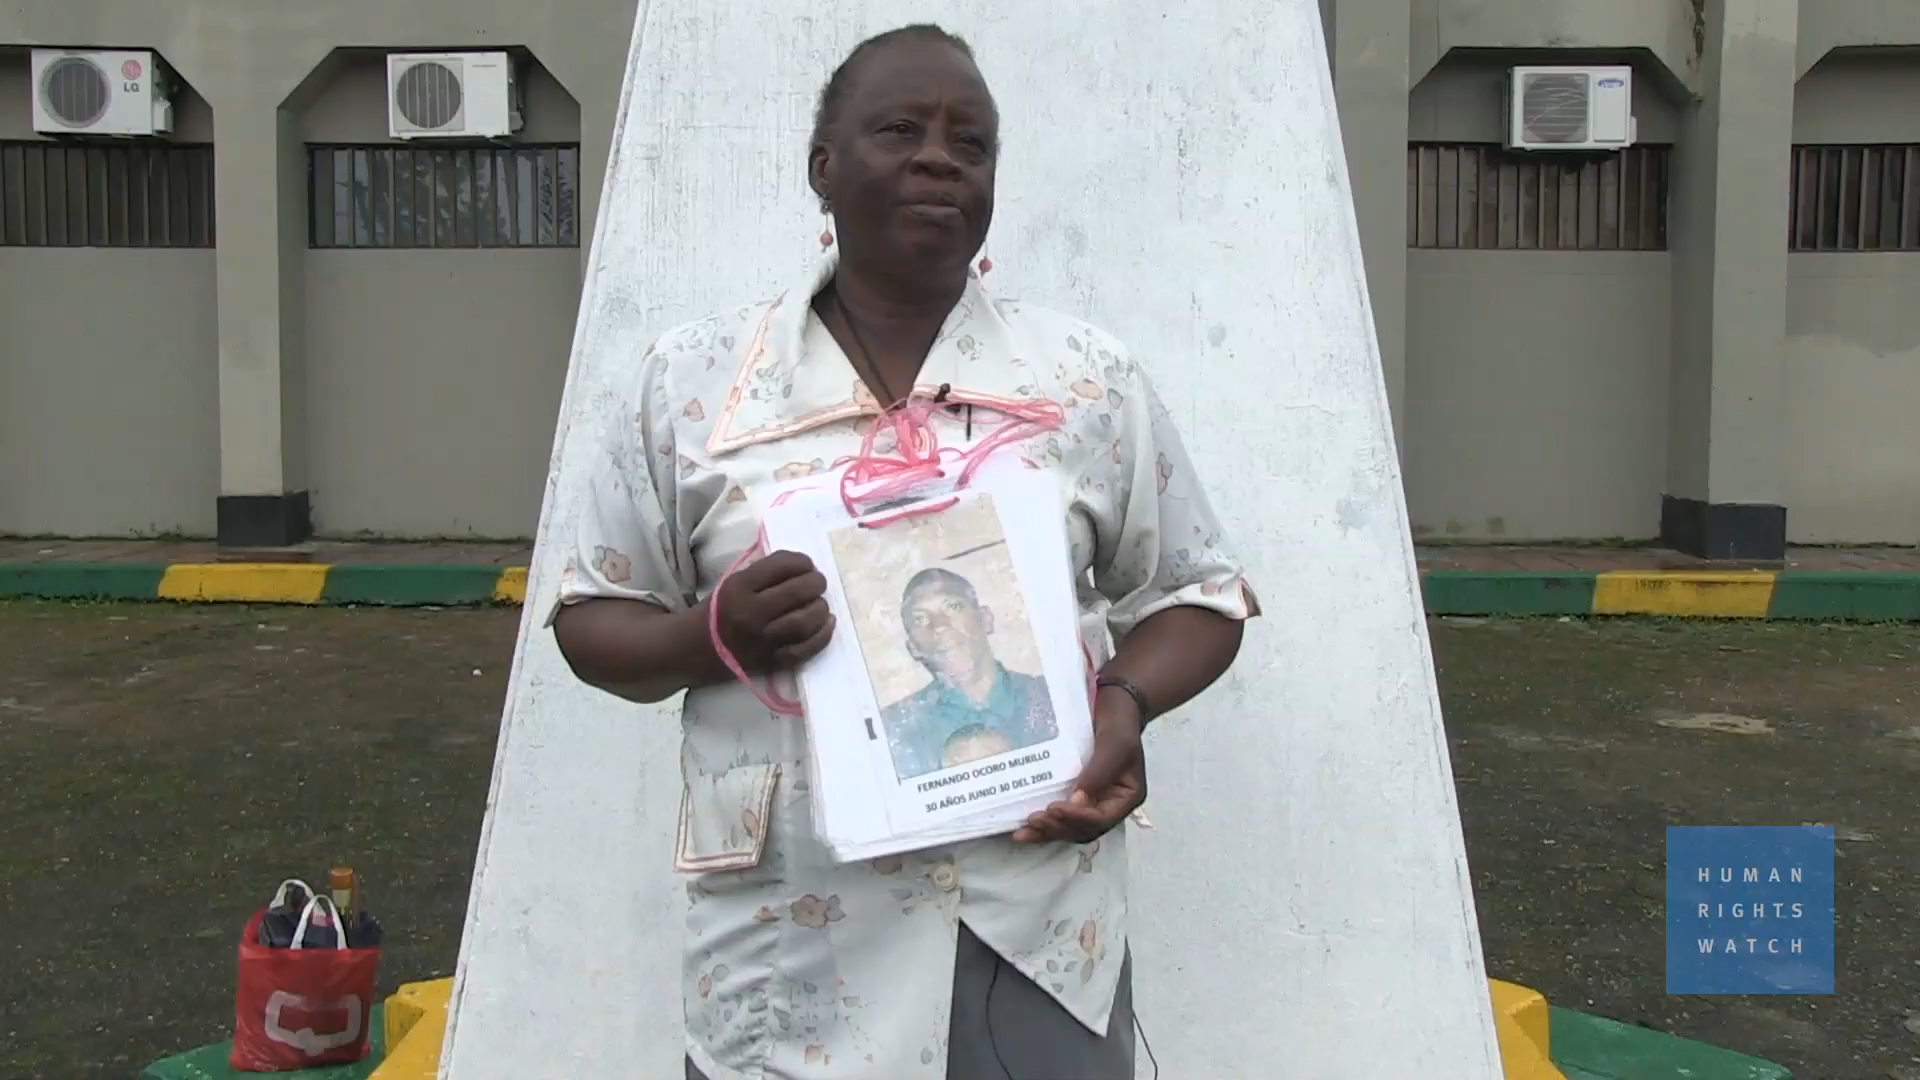 LG
FERNANDO OCORO MURILLO
30 AÑOS JUNIO 30 DEL 2003
HUMAN
RIGHTS
WATCH